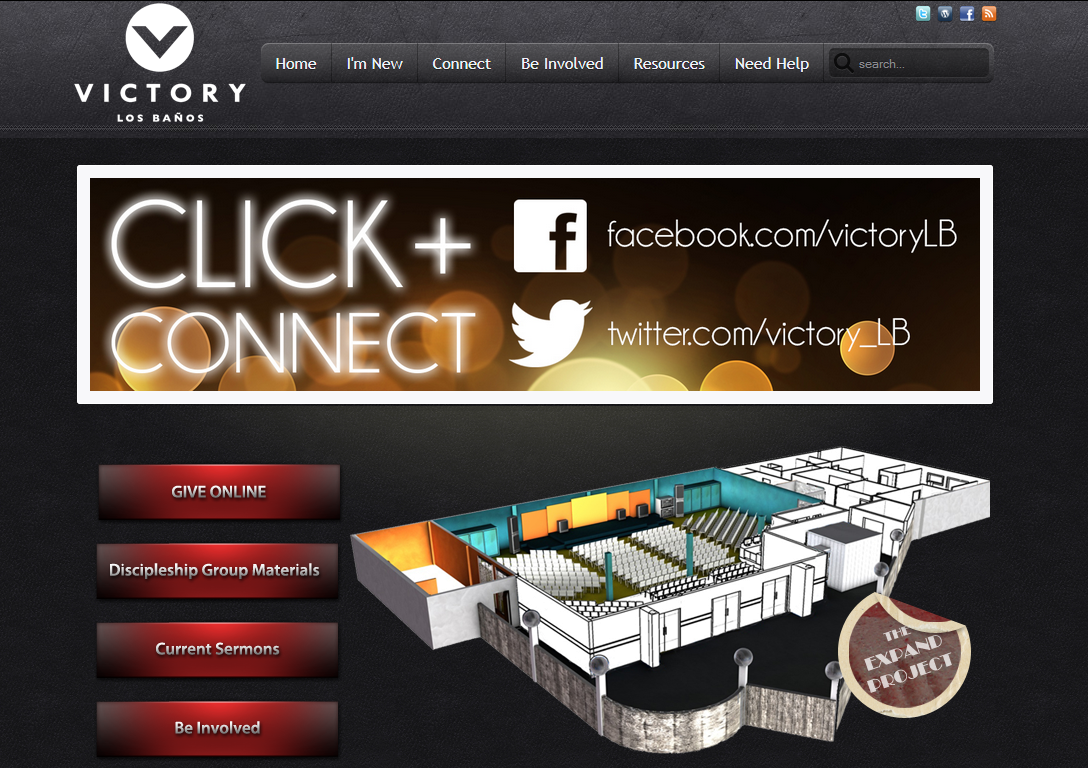 VICTORY
LOS BAÑOS
Home
I'm New
Connect
Be Involved
Resources
Need Help
search...
CLICK +
CONNECT
facebook.com/victoryLB
twitter.com/victory_LB
GIVE ONLINE
Discipleship Group Materials
Current Sermons
Be Involved
THE
EXPAND
PROJECT